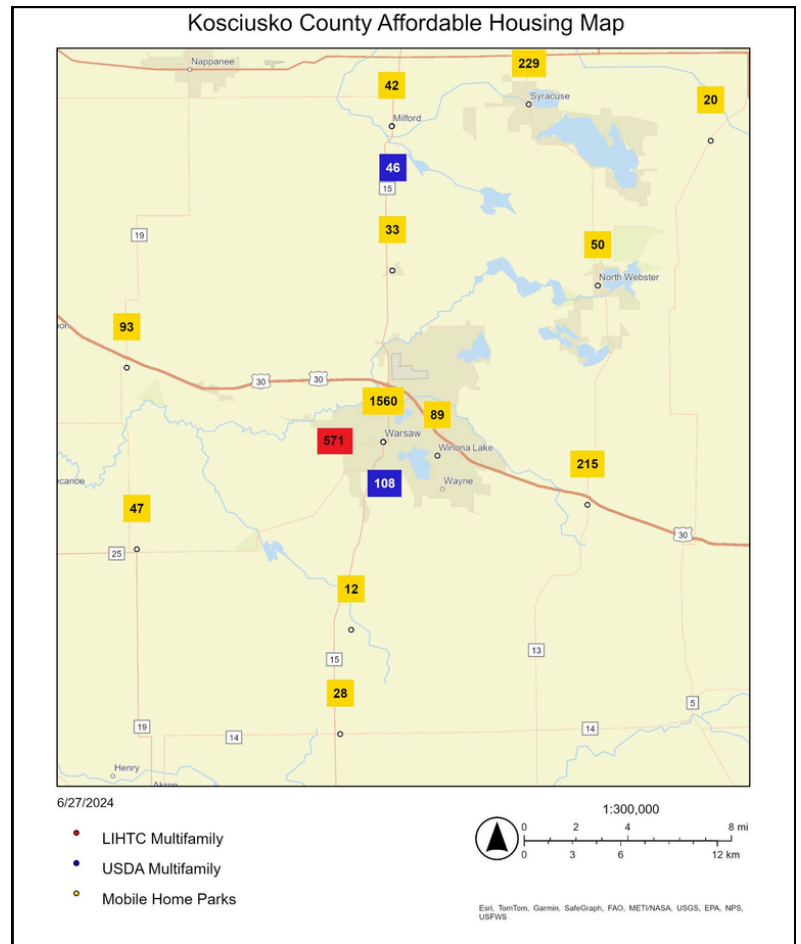 Kosciusko County Affordable Housing Map
Nappanee
229
42
20
Syracuse
Milford
46
15
33
19
50
North Webster
93
on
30
30
1560
89
571
Warsaw
Winona Lake
215
108
Wayne
ecanoe
47
30
25
12
13
15
28
5
19
14
14
Henry
Akron
6/27/2024
1:300,000
0 2 4 8 mi
0 3 6 12 km
LIHTC Multifamily
USDA Multifamily
Mobile Home Parks
Esri, TomTom, Garmin, SafeGraph, FAO, METI/NASA, USGS, EPA, NPS,
USFWS